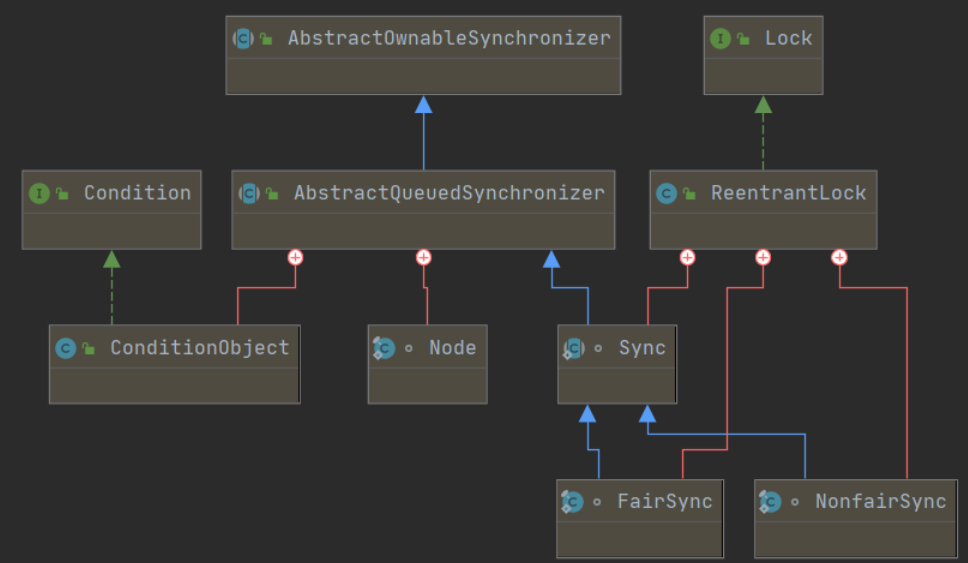 AbstractOwnableSynchronizer
Lock
Condition
AbstractQueuedSynchronizer
ReentrantLock
ConditionObject
Node
Sync
FairSync
NonfairSync